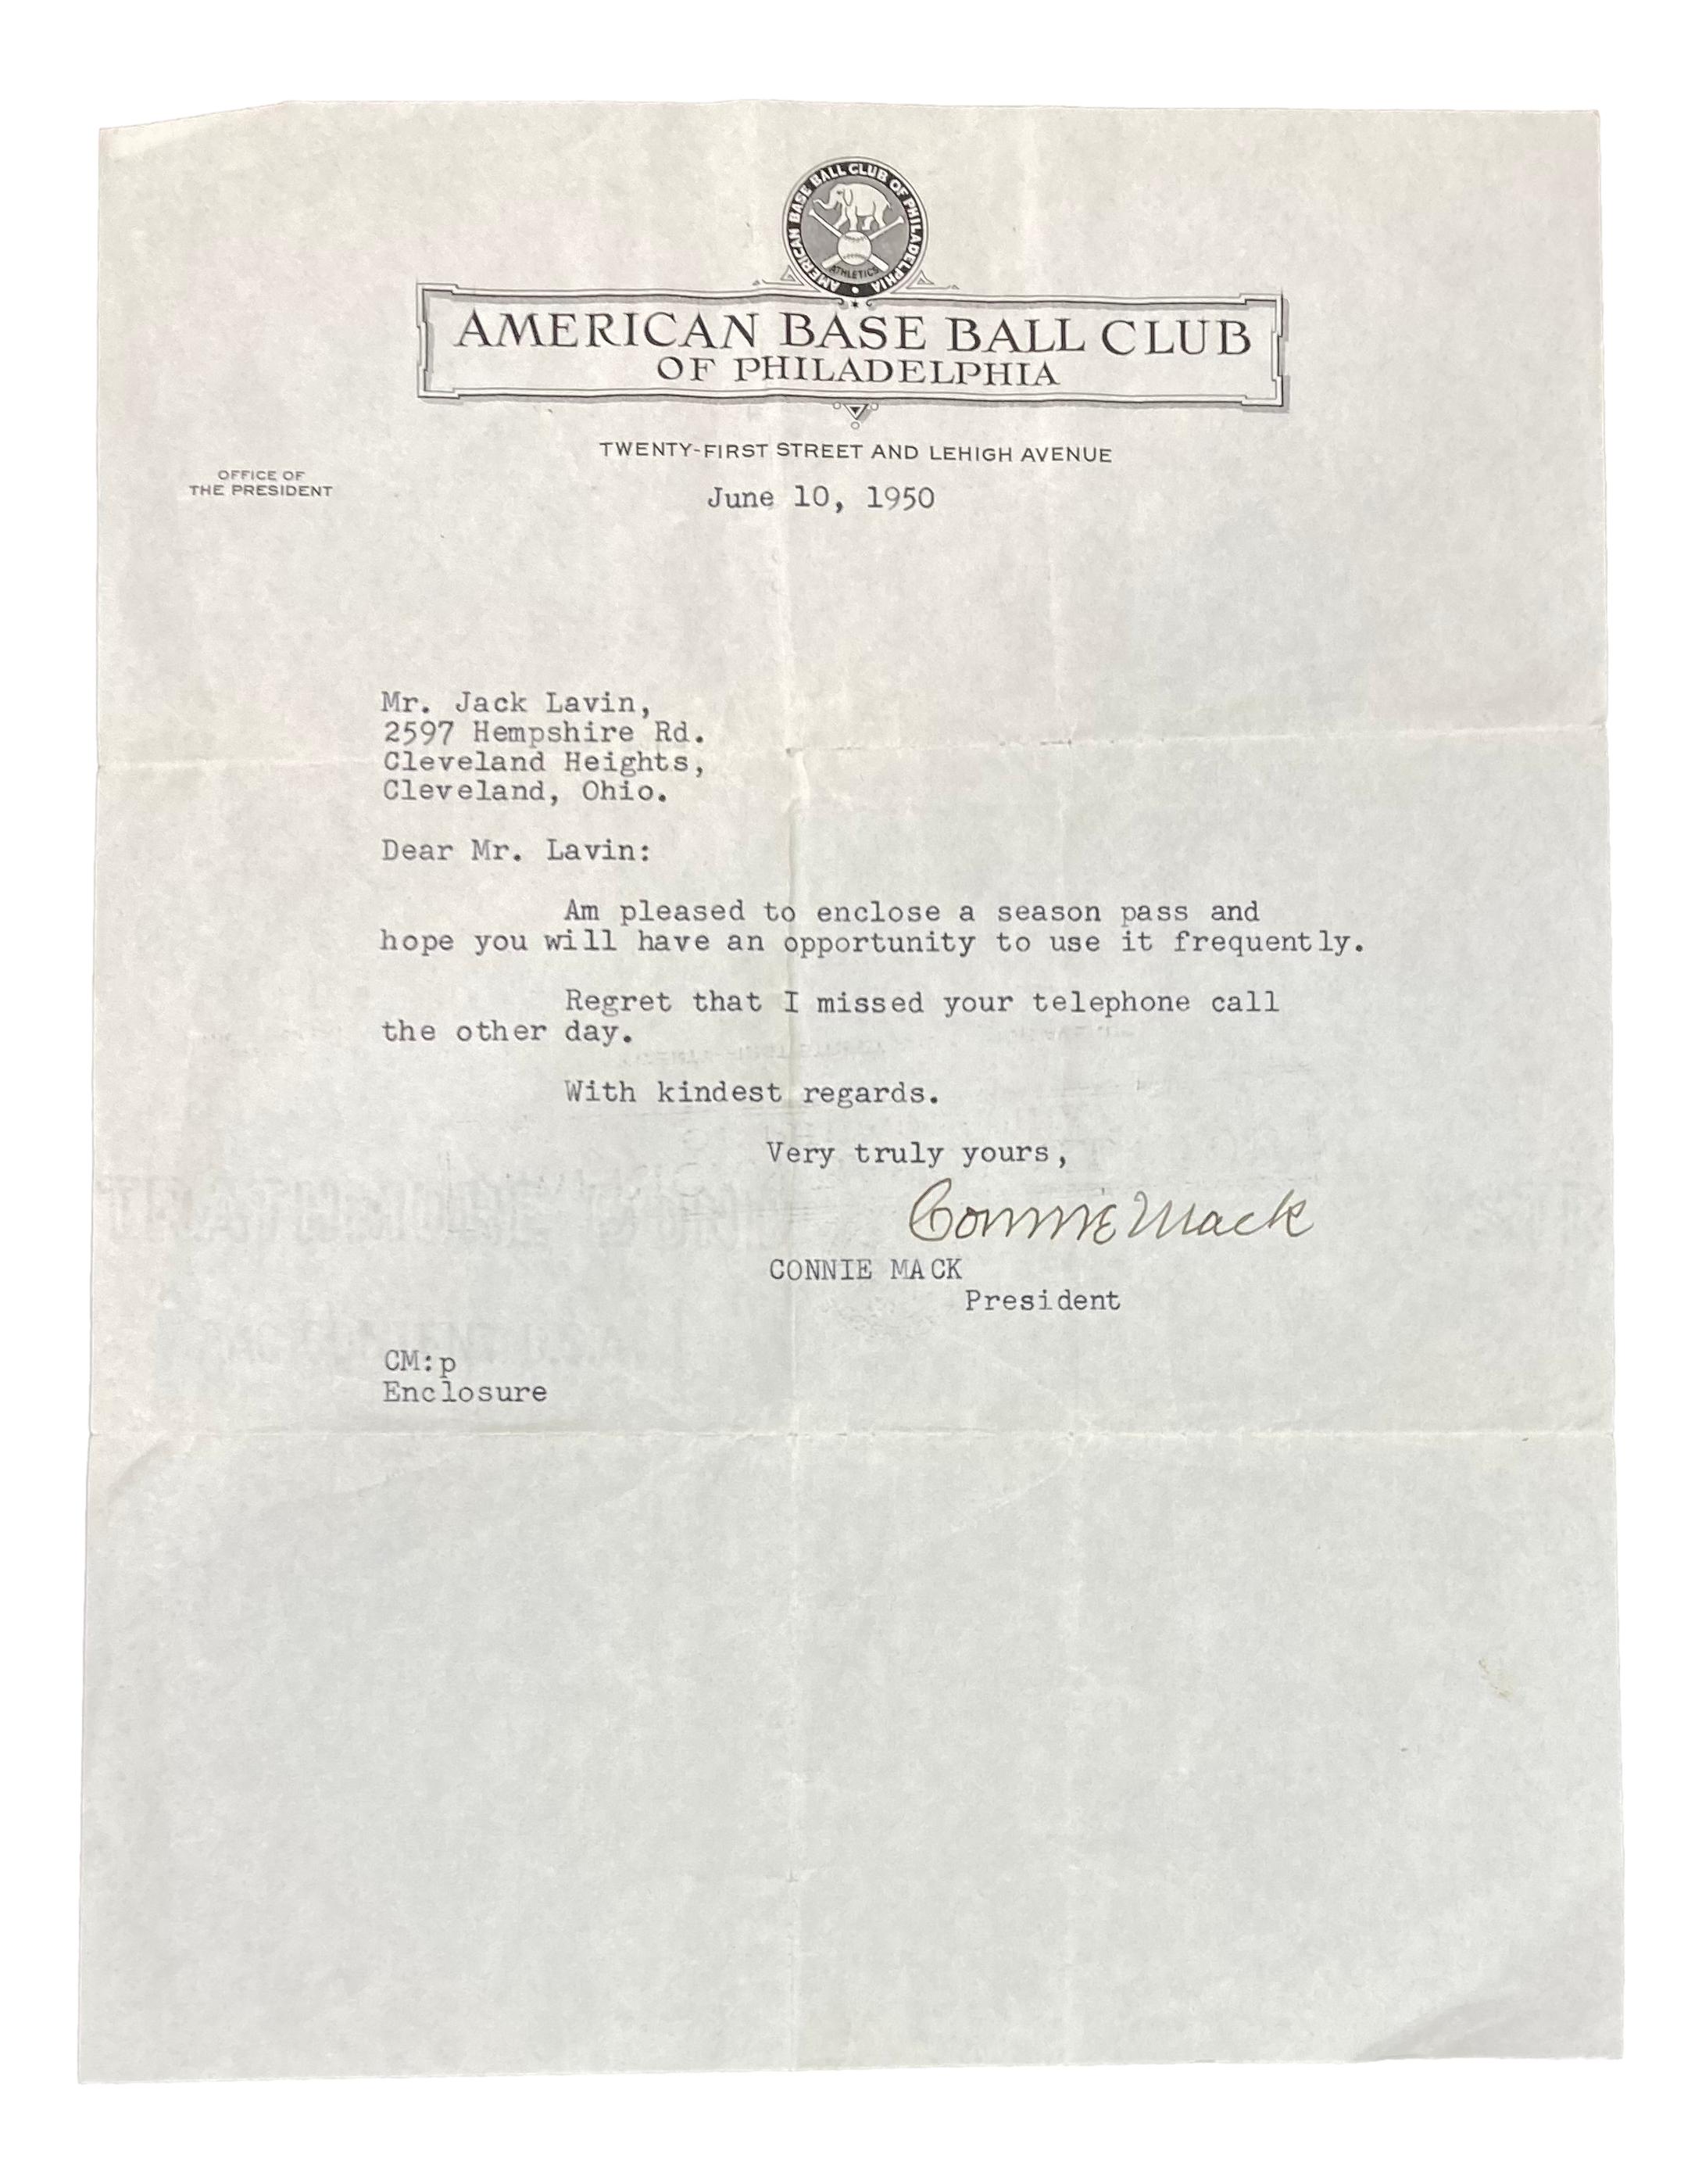 AMERICAN BASE BALL CLUB OF PHILADELPHIA
ATHLETICS
AMERICAN BASE BALL CLUB
OF PHILADELPHIA
TWENTY-FIRST STREET AND LEHIGH AVENUE
OFFICE OF
THE PRESIDENT
June 10, 1950
Mr. Jack Lavin,
2597 Hempshire Rd.
Cleveland Heights,
Cleveland, Ohio.
Dear Mr. Lavin:
Am pleased to enclose a season pass and
hope you will have an opportunity to use it frequently.
Regret that I missed your telephone call
the other day.
With kindest regards.
Very truly yours,
Connie Mack
CONNIE MACK
President
CM:p
Enclosure